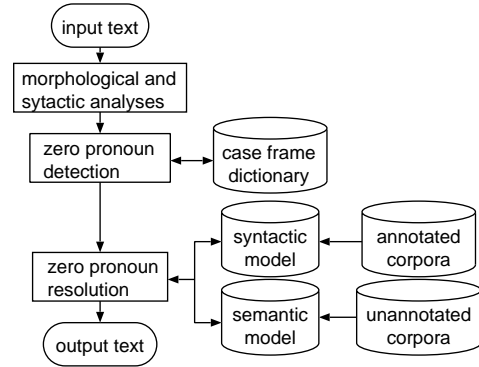 input text
morphological and
sytactic analyses
zero pronoun
detection
case frame
dictionary
syntactic
model
annotated
corpora
zero pronoun
resolution
semantic
model
unannotated
corpora
output text